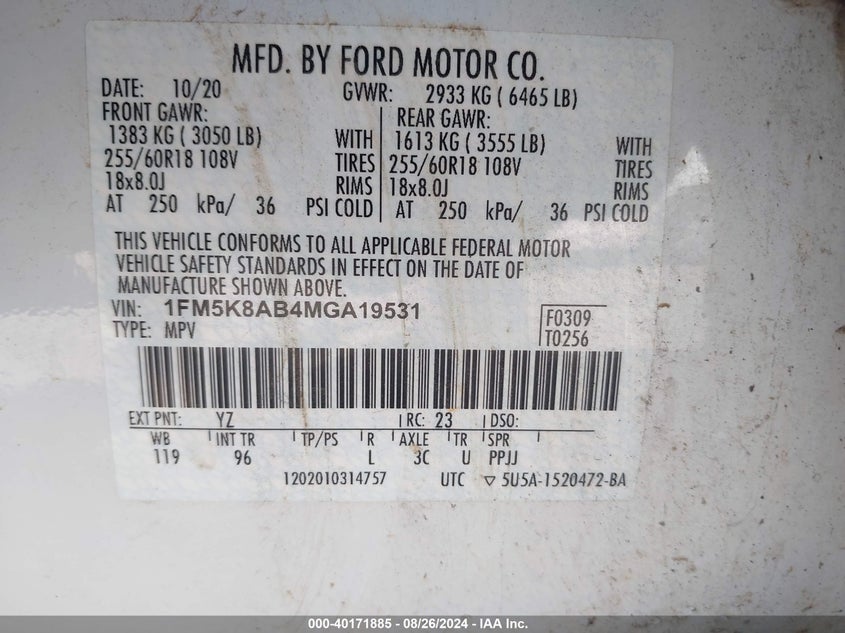 MFD. BY FORD MOTOR CO.
DATE: 10/20 GVWR: 2933 KG ( 6465 LB)
FRONT GAWR: REAR GAWR:
1383 KG ( 3050 LB) WITH 1613 KG ( 3555 LB) WITH
255/60R18 108V TIRES 255/60R18 108V TIRES
18x8.0J RIMS 18x8.0J RIMS
AT 250 kPa/ 36 PSI COLD AT 250 kPa/ 36 PSI COLD
THIS VEHICLE CONFORMS TO ALL APPLICABLE FEDERAL MOTOR
VEHICLE SAFETY STANDARDS IN EFFECT ON THE DATE OF
MANUFACTURE SHOWN ABOVE.
VIN: 1FM5K8AB4MGA19531 F0309
TYPE: MPV T0256
EXT PNT: YZ RC: 23 DSO:
WB INT TR TP/PS R AXLE TR SPR
119 96 L 3C U PPJJ
1202010314757 UTC ▽ 5U5A-1520472-BA
000-40171885 - 08/26/2024 - IAA Inc.